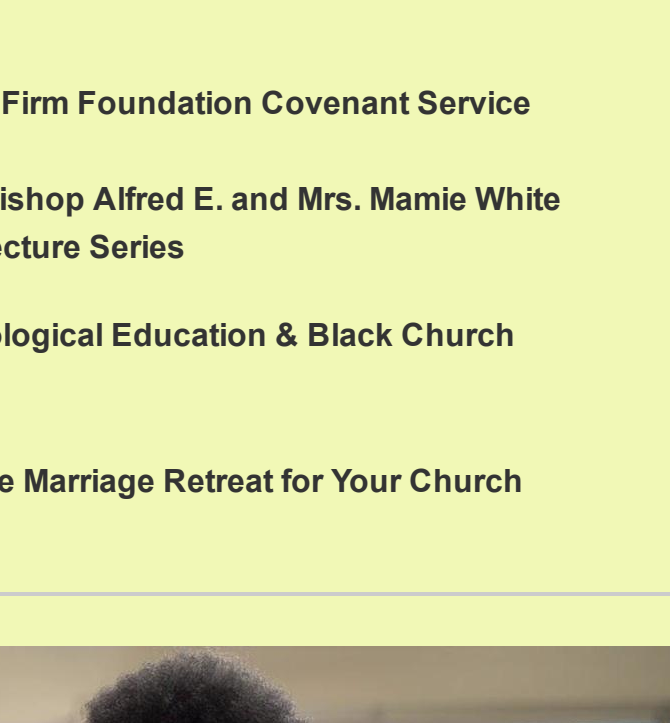 Firm Foundation Covenant Service
ishop Alfred E. and Mrs. Mamie White
ecture Series
ological Education & Black Church
e Marriage Retreat for Your Church